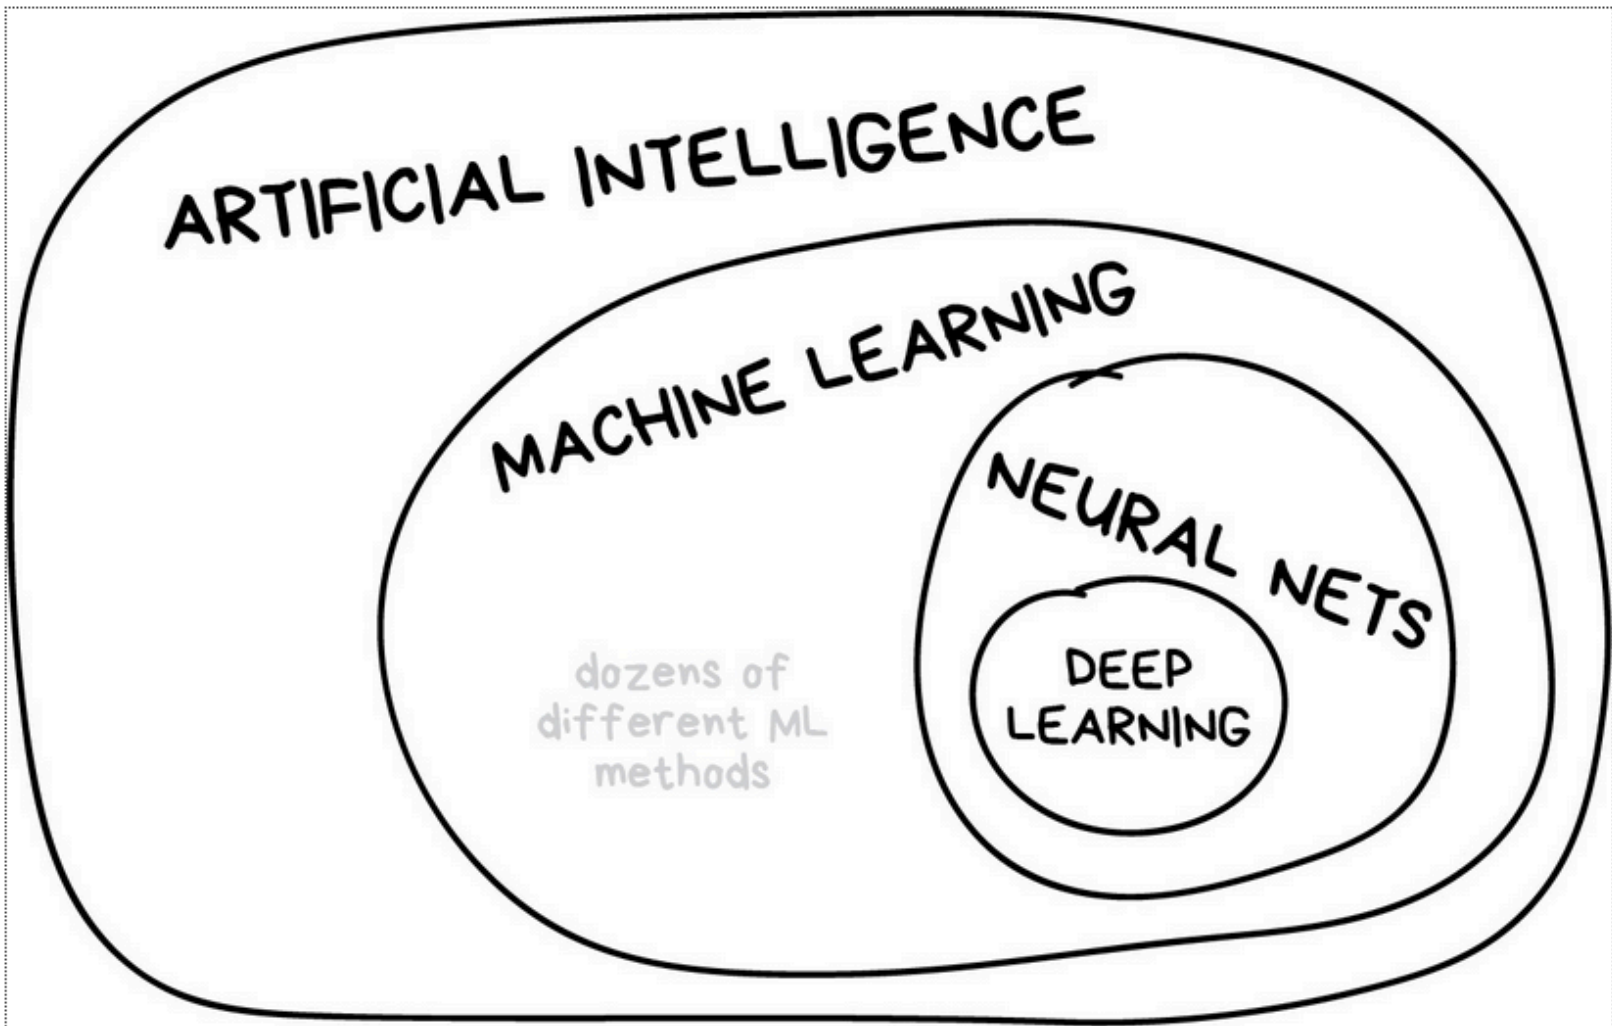 ARTIFICIAL INTELLIGENCE
MACHINE LEARNING
NEURAL NETS
DEEP
LEARNING
dozens of
different ML
methods